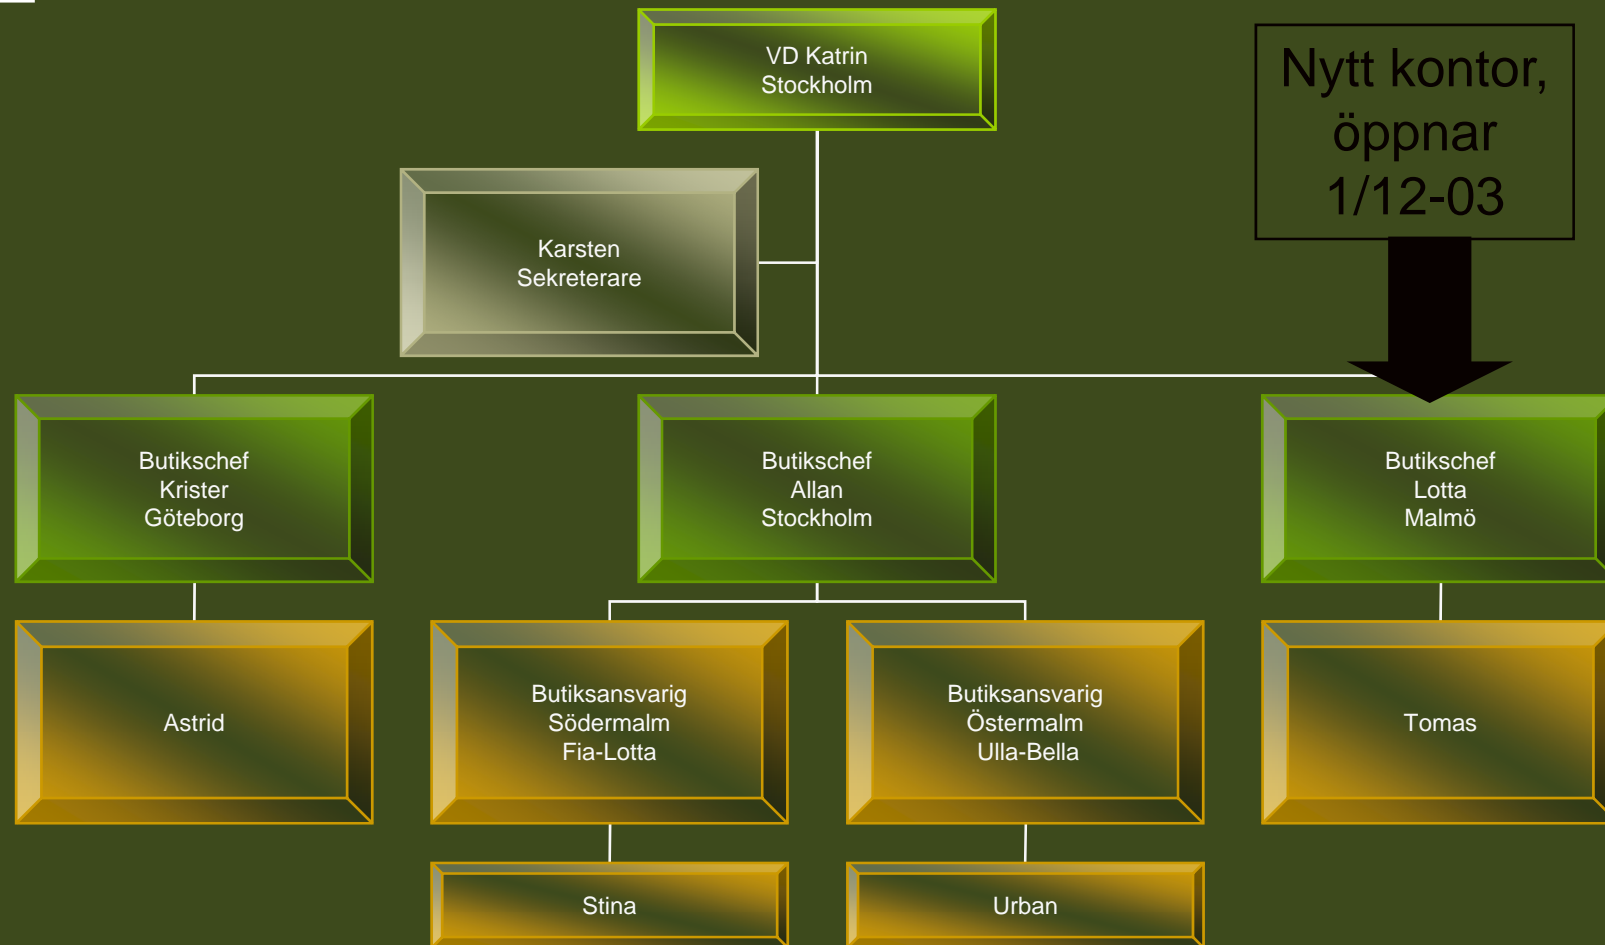 VD Katrin
Stockholm
Nytt kontor,
öppnar
1/12-03
Karsten
Sekreterare
Butikschef
Krister
Göteborg
Butikschef
Allan
Stockholm
Butikschef
Lotta
Malmö
Astrid
Butiksansvarig
Södermalm
Fia-Lotta
Butiksansvarig
Östermalm
Ulla-Bella
Tomas
Stina
Urban